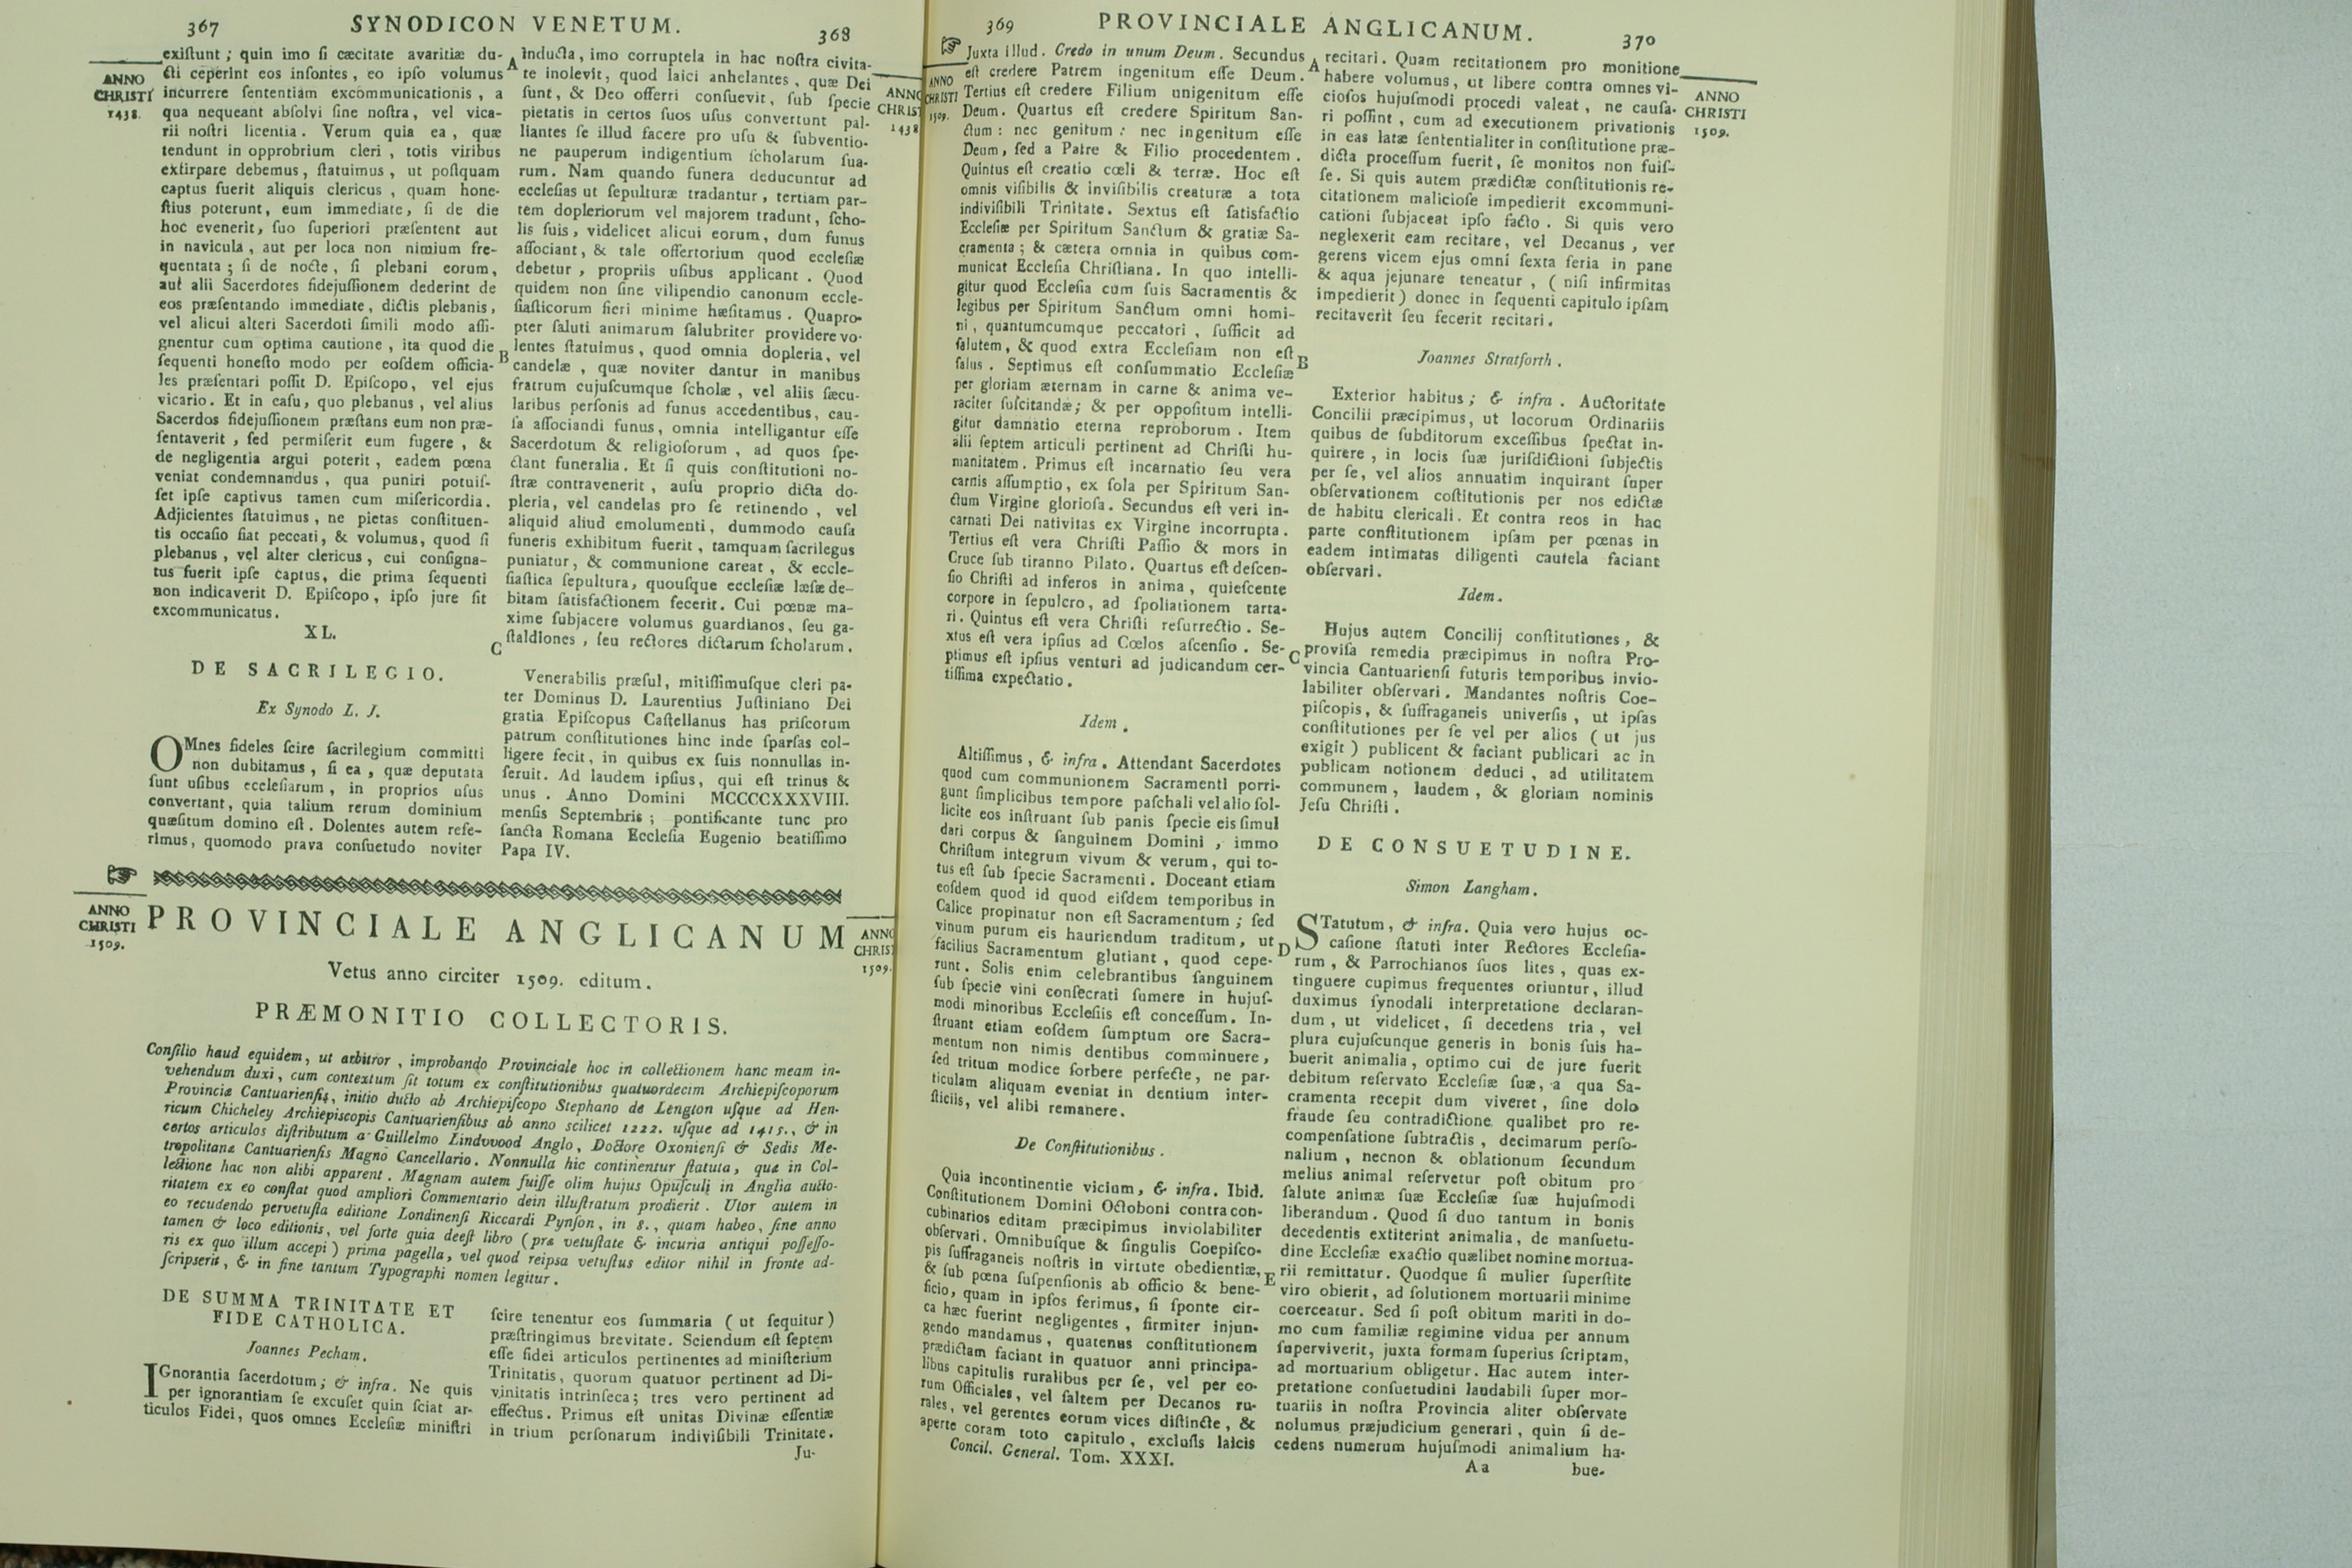 367
SYNODICON VENETUM.
368
ANNO
CHRISTI
1438.
existunt; quin imo si cæcitate avaritiæ du-
cti ceperint eos insontes, eo ipso volumus
incurrere sententiam excommunicationis, a
qua nequeant absolvi sine nostra, vel vica-
rii nostri licentia. Verum quia ea, quæ
tendunt in opprobrium cleri, totis viribus
extirpare debemus, statuimus, ut postquam
captus fuerit aliquis clericus, quam hone-
stius poterunt, eum immediate, si de die
hoc evenerit, suo superiori præsentent aut
in navicula, aut per loca non nimium fre-
quentata; si de nocte, si plebani eorum,
aut alii Sacerdotes fidejussionem dederint de
eos præsentando immediate, dictis plebanis,
vel alicui alteri Sacerdoti simili modo assi-
gnentur cum optima cautione, ita quod die
sequenti honesto modo per eosdem officia-
les præsentari possit D. Episcopo, vel ejus
vicario. Et in casu, quo plebanus, vel alius
Sacerdos fidejussionem præstans eum non præ-
sentaverit, sed permiserit eum fugere, &
de negligentia argui poterit, eadem pœna
veniat condemnandus, qua puniri potuis-
set ipse captivus tamen cum misericordia.
Adjicientes statuimus, ne pietas constituen-
tis occasio fiat peccati, & volumus, quod si
plebanus, vel alter clericus, cui consigna-
tus fuerit ipse captus, die prima sequenti
non indicaverit D. Episcopo, ipso jure sit
excommunicatus.
XL.
DE SACRILEGIO.
Ex Synodo L. J.
OMnes fideles scire sacrilegium committi
non dubitamus, si ea, quæ deputata
sunt usibus ecclesiarum, in proprios usus
convertant, quia talium rerum dominium
quæsitum domino est. Dolentes autem refe-
rimus, quomodo prava consuetudo noviter
A
B
C
inducta, imo corruptela in hac nostra civita-
te inolevit, quod laici anhelantes, quæ Dei
sunt, & Deo offerri consuevit, sub specie
pietatis in certos suos usus convertunt pal-
liantes se illud facere pro usu & subventio-
ne pauperum indigentium scholarum sua-
rum. Nam quando funera deducuntur ad
ecclesias ut sepulturæ tradantur, tertiam par-
tem dopleriorum vel majorem tradunt, scho-
lis suis, videlicet alicui eorum, dum funus
associant, & tale offertorium quod ecclesiæ
debetur, propriis usibus applicant. Quod
quidem non sine vilipendio canonum eccle-
siasticorum fieri minime hæsitamus. Quapro-
pter saluti animarum salubriter providere vo-
lentes statuimus, quod omnia dopleria, vel
candelæ, quæ noviter dantur in manibus
fratrum cujuscumque scholæ, vel aliis sæcu-
laribus personis ad funus accedentibus, cau-
sa associandi funus, omnia intelligantur esse
Sacerdotum & religiosorum, ad quos spe-
ctant funeralia. Et si quis constitutioni no-
stræ contravenerit, ausu proprio dicta do-
pleria, vel candelas pro se retinendo, vel
aliquid aliud emolumenti, dummodo causa
funeris exhibitum fuerit, tamquam sacrilegus
puniatur, & communione careat, & eccle-
siastica sepultura, quousque ecclesiæ læsæ de-
bitam satisfactionem fecerit. Cui pœnæ ma-
xime subjacere volumus guardianos, seu ga-
staldiones, seu rectores dictarum scholarum.
Venerabilis præsul, mitissimusque cleri pa-
ter Dominus D. Laurentius Justiniano Dei
gratia Episcopus Castellanus has priscorum
patrum constitutiones hinc inde sparsas col-
ligere fecit, in quibus ex suis nonnullas in-
seruit. Ad laudem ipsius, qui est trinus &
unus. Anno Domini MCCCCXXXVIII.
mensis Septembris; pontificante tunc pro
sancta Romana Ecclesia Eugenio beatissimo
Papa IV.
ANNO
CHRIST
1438
☞
ANNO
CHRISTI
1509.
PROVINCIALE ANGLICANUM
Vetus anno circiter 1509. editum.
PRÆMONITIO COLLECTORIS.
ANNO
CHRIST
1509.
Consilio haud equidem, ut arbitror, improbando Provinciale hoc in collectionem hanc meam in-
vehendum duxi, cum contextum sit totum ex constitutionibus quatuordecim Archiepiscoporum
Provinciæ Cantuariensis, initio ducto ab Archiepiscopo Stephano de Lengton usque ad Hen-
ricum Chicheley Archiepiscopis Cantuariensibus ab anno scilicet 1222. usque ad 1415., & in
certos articulos distributum a Guillelmo Lindvvood Anglo, Doctore Oxoniensi & Sedis Me-
tropolitanæ Cantuariensis Magno Cancellario. Nonnulla hic continentur statuta, quæ in Col-
lectione hac non alibi apparent. Magnam autem fuisse olim hujus Opusculi in Anglia aucto-
ritatem ex eo constat quod ampliori Commentario dein illustratum prodierit. Utor autem in
eo recudendo pervetusta editione Londinensi Riccardi Pynson, in 8., quam habeo, sine anno
tamen & loco editionis, vel forte quia deest libro (præ vetustate & incuria antiqui possesso-
ris ex quo illum accepi) prima pagella, vel quod reipsa vetustus editor nihil in fronte ad-
scripserit, & in fine tantum Typographi nomen legitur.
DE SUMMA TRINITATE ET
FIDE CATHOLICA.
Joannes Pecham.
IGnorantia sacerdotum; & infra. Ne quis
per ignorantiam se excuset quin sciat ar-
ticulos Fidei, quos omnes Ecclesiæ ministri
scire tenentur eos summaria (ut sequitur)
præstringimus brevitate. Sciendum est septem
esse fidei articulos pertinentes ad ministerium
Trinitatis, quorum quatuor pertinent ad Di-
vinitatis intrinseca; tres vero pertinent ad
effectus. Primus est unitas Divinæ essentiæ
in trium personarum indivisibili Trinitate.
Ju-
369
PROVINCIALE ANGLICANUM.
370
☞
ANNO
CHRISTI
1509.
Juxta illud. Credo in unum Deum. Secundus
est credere Patrem ingenitum esse Deum.
Tertius est credere Filium unigenitum esse
Deum. Quartus est credere Spiritum San-
ctum: nec genitum: nec ingenitum esse
Deum, sed a Patre & Filio procedentem.
Quintus est creatio cœli & terræ. Hoc est
omnis visibilis & invisibilis creaturæ a tota
indivisibili Trinitate. Sextus est satisfactio
Ecclesiæ per Spiritum Sanctum & gratiæ Sa-
cramenta; & cætera omnia in quibus com-
municat Ecclesia Christiana. In quo intelli-
gitur quod Ecclesia cum suis Sacramentis &
legibus per Spiritum Sanctum omni homi-
ni, quantumcumque peccatori, sufficit ad
salutem, & quod extra Ecclesiam non est
salus. Septimus est consummatio Ecclesiæ
per gloriam æternam in carne & anima ve-
raciter suscitandæ; & per oppositum intelli-
gitur damnatio eterna reproborum. Item
alii septem articuli pertinent ad Christi hu-
manitatem. Primus est incarnatio seu vera
carnis assumptio, ex sola per Spiritum San-
ctum Virgine gloriosa. Secundus est veri in-
carnati Dei nativitas ex Virgine incorrupta.
Tertius est vera Christi Passio & mors in
Cruce sub tiranno Pilato. Quartus est descen-
sio Christi ad inferos in anima, quiescente
corpore in sepulcro, ad spoliationem tarta-
ri. Quintus est vera Christi resurrectio. Se-
xtus est vera ipsius ad Cœlos ascensio. Se-
ptimus est ipsius venturi ad judicandum cer-
tissima expectatio.
Idem.
Altissimus, & infra. Attendant Sacerdotes
quod cum communionem Sacramenti porri-
gunt simplicibus tempore paschali vel alio sol-
licite eos instruant sub panis specie eis simul
dari corpus & sanguinem Domini, immo
Christum integrum vivum & verum, qui to-
tus est sub specie Sacramenti. Doceant etiam
eosdem quod id quod eisdem temporibus in
Calice propinatur non est Sacramentum; sed
vinum purum eis hauriendum traditum, ut
facilius Sacramentum glutiant, quod cepe-
runt. Solis enim celebrantibus sanguinem
sub specie vini consecrati sumere in hujus-
modi minoribus Ecclesiis est concessum. In-
struant etiam eosdem sumptum ore Sacra-
mentum non nimis dentibus comminuere,
sed tritum modice sorbere perfecte, ne par-
ticulam aliquam eveniat in dentium inter-
sticiis, vel alibi remanere.
De Constitutionibus.
Quia incontinentie vicium, & infra. Ibid.
Constitutionem Domini Octoboni contra con-
cubinarios editam præcipimus inviolabiliter
observari. Omnibusque & singulis Coepisco-
pis suffraganeis nostris in virtute obedientiæ,
& sub pœna suspensionis ab officio & bene-
ficio, quam in ipsos ferimus, si sponte cir-
ca hæc fuerint negligentes, firmiter injun-
gendo mandamus, quatenus constitutionem
prædictam faciant in quatuor anni principa-
libus capitulis ruralibus per se, vel per eo-
rum Officiales, vel saltem per Decanos ru-
rales, vel gerentes eorum vices distincte, &
aperte coram toto capitulo, exclusis laicis
Concil. General. Tom. XXXI.
A
B
C
D
E
recitari. Quam recitationem pro monitione
habere volumus, ut libere contra omnes vi-
ciosos hujusmodi procedi valeat, ne causa-
ri possint, cum ad executionem privationis
in eas latæ sententialiter in constitutione præ-
dicta processum fuerit, se monitos non fuis-
se. Si quis autem prædictæ constitutionis re-
citationem maliciose impedierit excommuni-
cationi subjaceat ipso facto. Si quis vero
neglexerit eam recitare, vel Decanus, vel
gerens vicem ejus omni sexta feria in pane
& aqua jejunare teneatur, (nisi infirmitas
impedierit) donec in sequenti capitulo ipsam
recitaverit seu fecerit recitari.
Joannes Stratforth.
Exterior habitus; & infra. Auctoritate
Concilii præcipimus, ut locorum Ordinariis
quibus de subditorum excessibus spectat in-
quirere, in locis suæ jurisdictioni subjectis
per se, vel alios annuatim inquirant super
observationem costitutionis per nos edictæ
de habitu clericali. Et contra reos in hac
parte constitutionem ipsam per pœnas in
eadem intimatas diligenti cautela faciant
observari.
Idem.
Hujus autem Concilij constitutiones, &
provisa remedia præcipimus in nostra Pro-
vincia Cantuariensi futuris temporibus invio-
labiliter observari. Mandantes nostris Coe-
piscopis, & suffraganeis universis, ut ipsas
constitutiones per se vel per alios (ut jus
exigit) publicent & faciant publicari ac in
publicam notionem deduci, ad utilitatem
communem, laudem, & gloriam nominis
Jesu Christi.
DE CONSUETUDINE.
Simon Langham.
STatutum, & infra. Quia vero hujus oc-
casione statuti inter Rectores Ecclesia-
rum, & Parrochianos suos lites, quas ex-
tinguere cupimus frequentes oriuntur, illud
duximus synodali interpretatione declaran-
dum, ut videlicet, si decedens tria, vel
plura cujuscunque generis in bonis suis ha-
buerit animalia, optimo cui de jure fuerit
debitum reservato Ecclesiæ suæ, a qua Sa-
cramenta recepit dum viveret, sine dolo
fraude seu contradictione qualibet pro re-
compensatione subtractis, decimarum perso-
nalium, necnon & oblationum secundum
melius animal reservetur post obitum pro
salute animæ suæ Ecclesiæ suæ hujusmodi
liberandum. Quod si duo tantum in bonis
decedentis extiterint animalia, de mansuetu-
dine Ecclesiæ exactio quælibet nomine mortua-
rii remittatur. Quodque si mulier superstite
viro obierit, ad solutionem mortuarii minime
coerceatur. Sed si post obitum mariti in do-
mo cum familiæ regimine vidua per annum
supervixerit, juxta formam superius scriptam,
ad mortuarium obligetur. Hac autem inter-
pretatione consuetudini laudabili super mor-
tuariis in nostra Provincia aliter observate
nolumus præjudicium generari, quin si de-
cedens numerum hujusmodi animalium ha-
Aa
bue-
ANNO
CHRISTI
1509.